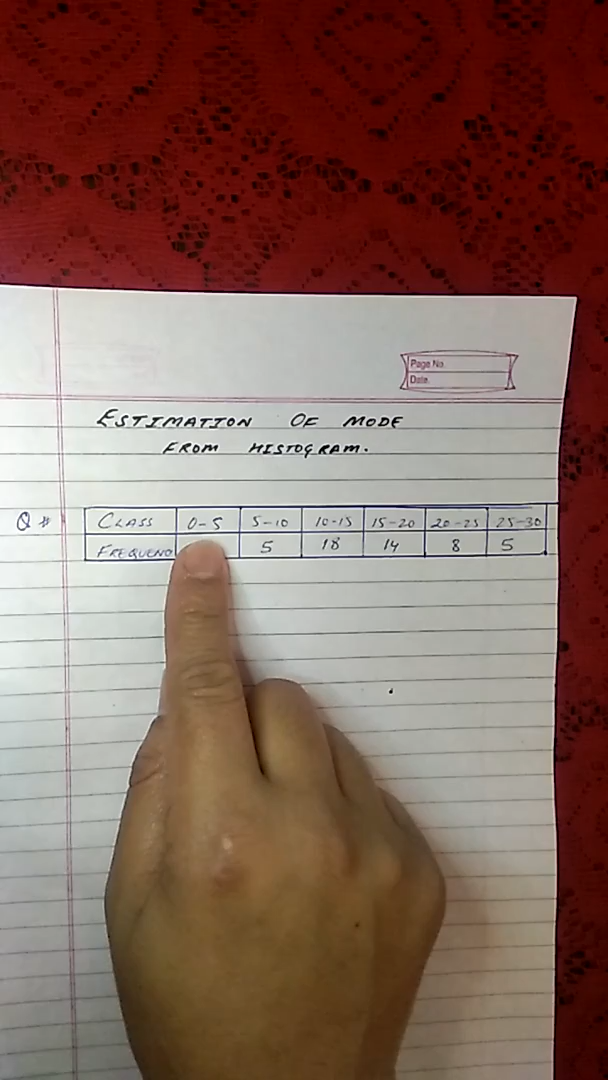 Page No.
Date.
ESTIMATION OF MODE
FROM HISTOGRAM.
Q # CLASS 0-5 5-10 10-15 15-20 20-25 25-30
FREQUENC 5 18 14 8 5